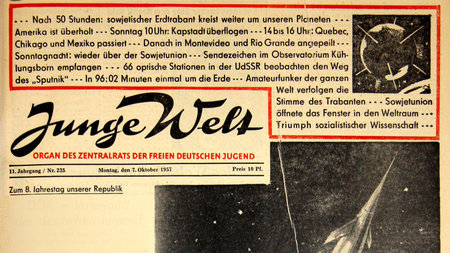 --- Nach 50 Stunden: sowjetischer Erdtrabant kreist weiter um unseren Planeten
Amerika ist überholt --- Sonntag 10 Uhr: Kapstadt überflogen --- 14 bis 16 Uhr: Quebec,
Chikago und Mexiko passiert --- Danach in Montevideo und Rio Grande angepeilt ---
Sonntagnacht: wieder über der Sowjetunion --- Sendezeichen im Observatorium Küh-
lungsborn empfangen --- 66 optische Stationen in der UdSSR beobachten den Weg
des „Sputnik“ --- In 96:02 Minuten einmal um die Erde --- Amateurfunker der ganzen
Welt verfolgen die
Stimme des Trabanten --- Sowjetunion
öffnete das Fenster in den Weltraum ---
Triumph sozialistischer Wissenschaft ---
Junge Welt
ORGAN DES ZENTRALRATS DER FREIEN DEUTSCHEN JUGEND
11. Jahrgang / Nr. 235 Montag, den 7. Oktober 1957 Preis 10 Pf.
Zum 8. Jahrestag unserer Republik